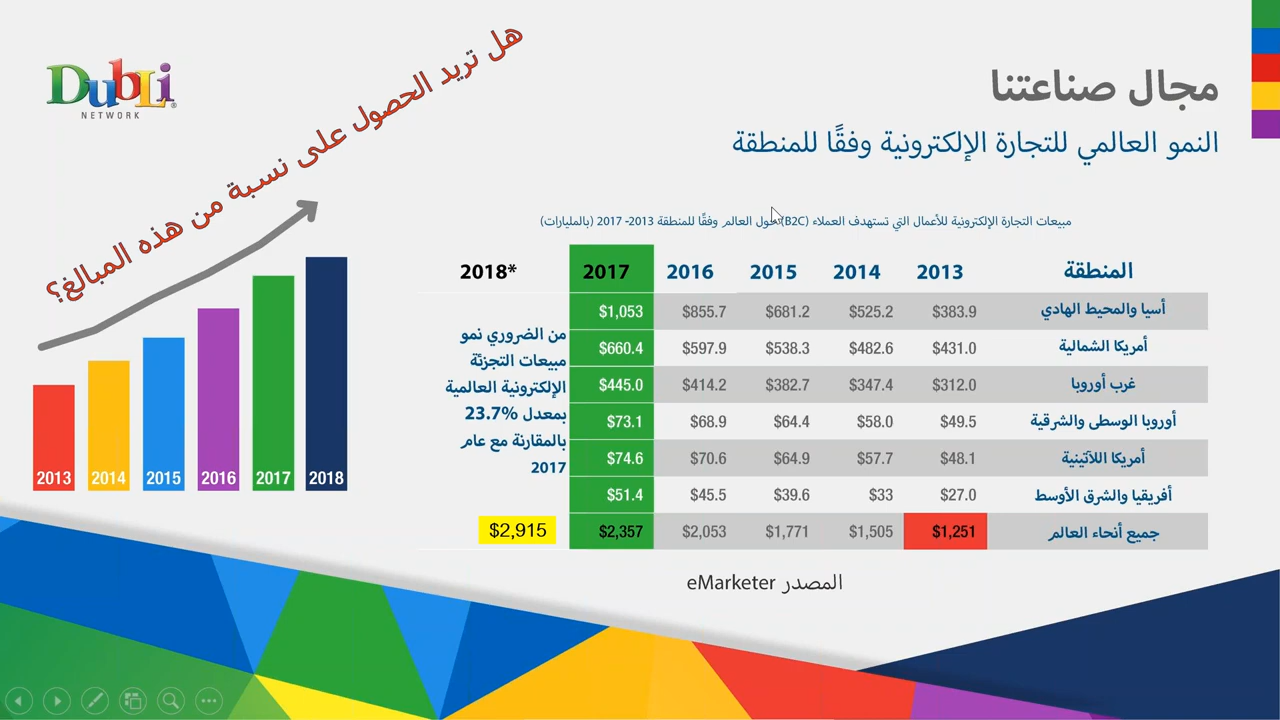 DubLi
NETWORK
هل تريد الحصول على نسبة من هذه المبالغ؟
مجال صناعتنا
النمو العالمي للتجارة الإلكترونية وفقًا للمنطقة
مبيعات التجارة الإلكترونية للأعمال التي تستهدف العملاء (B2C) حول العالم وفقًا للمنطقة 2013- 2017 (بالمليارات)
المنطقة 2013 2014 2015 2016 2017 2018*
أسيا والمحيط الهادي $383.9 $525.2 $681.2 $855.7 $1,053
أمريكا الشمالية $431.0 $482.6 $538.3 $597.9 $660.4
غرب أوروبا $312.0 $347.4 $382.7 $414.2 $445.0
أوروبا الوسطى والشرقية $49.5 $58.0 $64.4 $68.9 $73.1
أمريكا اللآتينية $48.1 $57.7 $64.9 $70.6 $74.6
أفريقيا والشرق الأوسط $27.0 $33 $39.6 $45.5 $51.4
جميع أنحاء العالم $1,251 $1,505 $1,771 $2,053 $2,357 $2,915
من الضروري نمو
مبيعات التجزئة
الإلكترونية العالمية
بمعدل 23.7%
بالمقارنة مع عام
2017
المصدر eMarketer
2013 2014 2015 2016 2017 2018